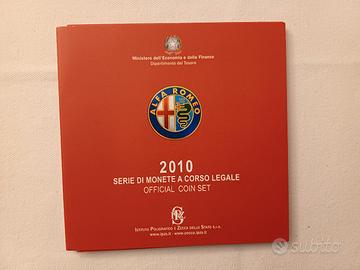 Ministero dell'Economia e delle Finanze
Dipartimento del Tesoro
ALFA ROMEO
2010
SERIE DI MONETE A CORSO LEGALE
OFFICIAL COIN SET
ISTITUTO POLIGRAFICO E ZECCA DELLO STATO S.P.A.
www.ipzs.it - www.zecca.ipzs.it
subito